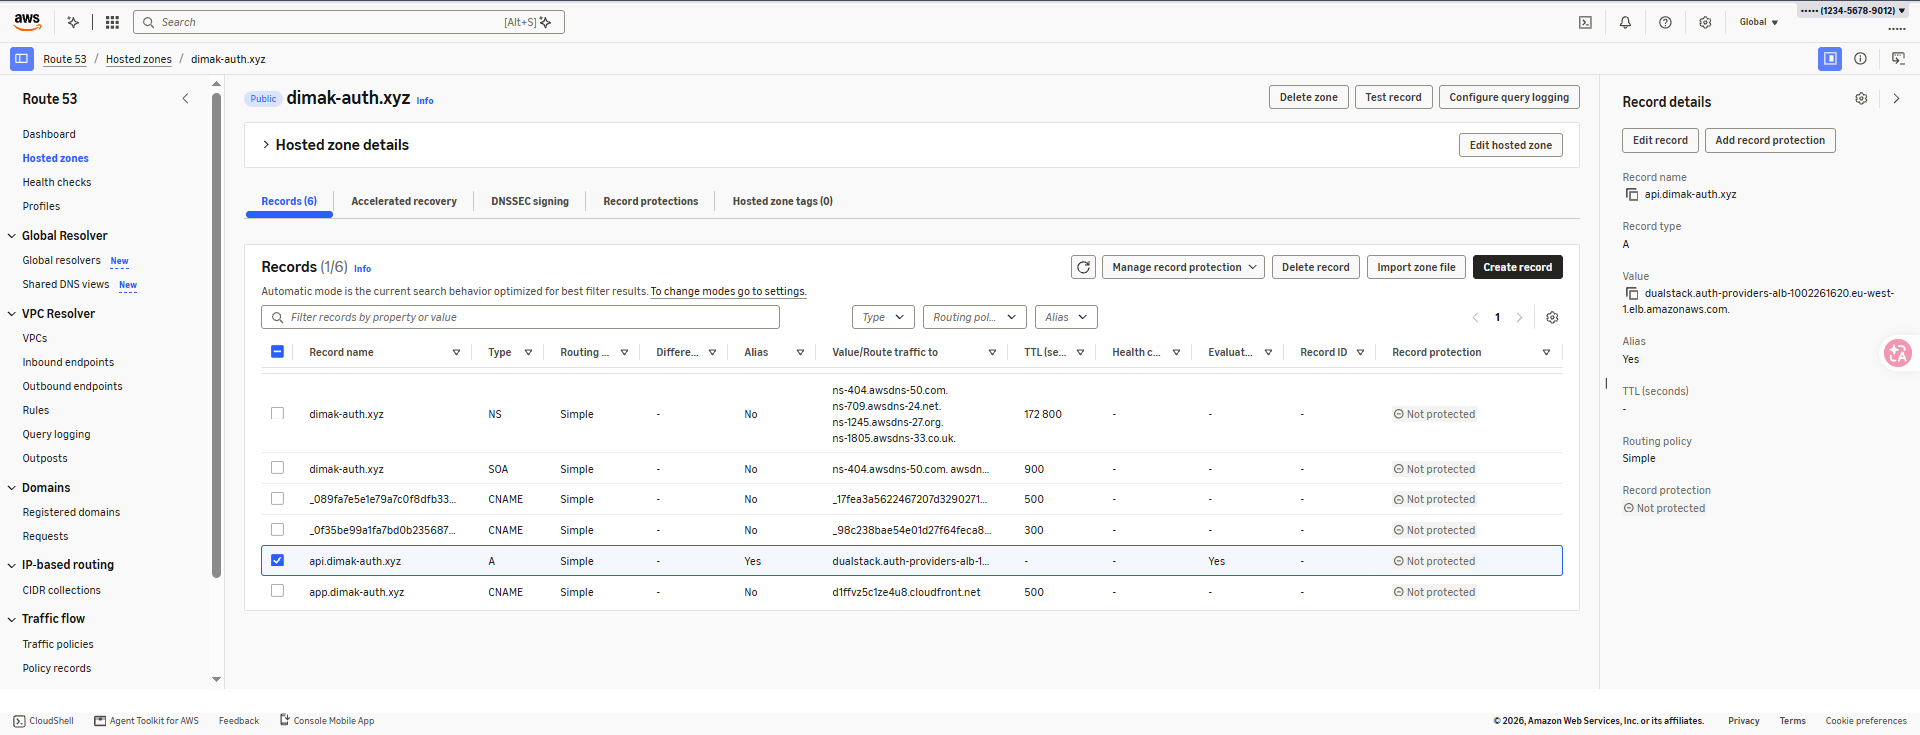 aws
Search
[Alt+S]
Global ▼
••••• (1234-5678-9012) ▼
•••••
Route 53 / Hosted zones / dimak-auth.xyz
Route 53
Dashboard
Hosted zones
Health checks
Profiles
Global Resolver
Global resolvers New
Shared DNS views New
VPC Resolver
VPCs
Inbound endpoints
Outbound endpoints
Rules
Query logging
Outposts
Domains
Registered domains
Requests
IP-based routing
CIDR collections
Traffic flow
Traffic policies
Policy records
Public dimak-auth.xyz Info
Delete zone Test record Configure query logging
Hosted zone details
Edit hosted zone
Records (6) Accelerated recovery DNSSEC signing Record protections Hosted zone tags (0)
Records (1/6) Info
Manage record protection Delete record Import zone file Create record
Automatic mode is the current search behavior optimized for best filter results. To change modes go to settings.
Filter records by property or value
Type Routing pol... Alias
1
Record name Type Routing ... Differe... Alias Value/Route traffic to TTL (se... Health c... Evaluat... Record ID Record protection
dimak-auth.xyz NS Simple - No ns-404.awsdns-50.com.
ns-709.awsdns-24.net.
ns-1245.awsdns-27.org.
ns-1805.awsdns-33.co.uk.
172 800 - - - Not protected
dimak-auth.xyz SOA Simple - No ns-404.awsdns-50.com. awsdn... 900 - - - Not protected
_089fa7e5e1e79a7c0f8dfb33... CNAME Simple - No _17fea3a5622467207d3290271... 500 - - - Not protected
_0f35be99a1fa7bd0b235687... CNAME Simple - No _98c238bae54e01d27f64feca8... 300 - - - Not protected
api.dimak-auth.xyz A Simple - Yes dualstack.auth-providers-alb-1... - - Yes - Not protected
app.dimak-auth.xyz CNAME Simple - No d1ffvz5c1ze4u8.cloudfront.net 500 - - - Not protected
Record details
Edit record Add record protection
Record name
api.dimak-auth.xyz
Record type
A
Value
dualstack.auth-providers-alb-1002261620.eu-west-
1.elb.amazonaws.com.
Alias
Yes
TTL (seconds)
-
Routing policy
Simple
Record protection
Not protected
CloudShell Agent Toolkit for AWS Feedback Console Mobile App
© 2026, Amazon Web Services, Inc. or its affiliates. Privacy Terms Cookie preferences